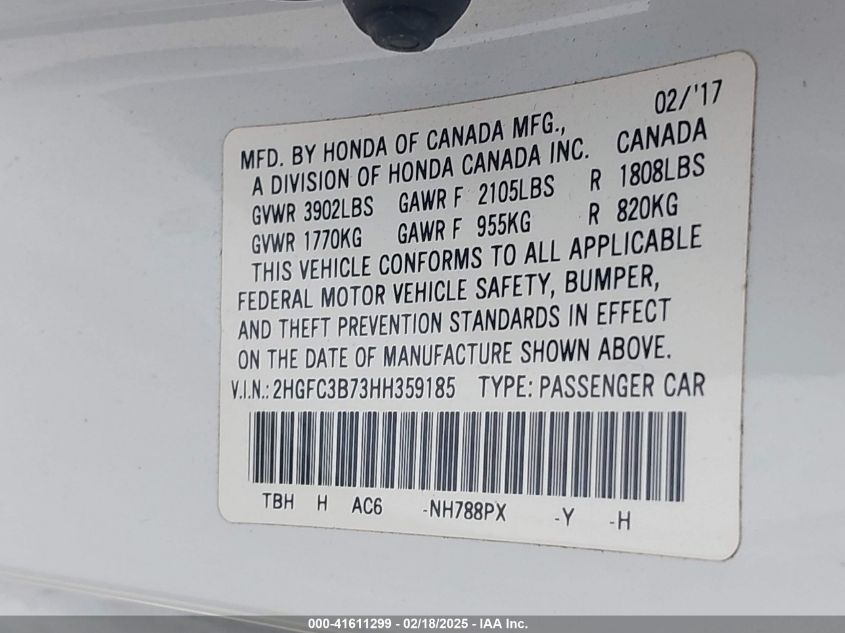 02/'17
MFD. BY HONDA OF CANADA MFG.,
A DIVISION OF HONDA CANADA INC. CANADA
GVWR 3902LBS GAWR F 2105LBS R 1808LBS
GVWR 1770KG GAWR F 955KG R 820KG
THIS VEHICLE CONFORMS TO ALL APPLICABLE
FEDERAL MOTOR VEHICLE SAFETY, BUMPER,
AND THEFT PREVENTION STANDARDS IN EFFECT
ON THE DATE OF MANUFACTURE SHOWN ABOVE.
V.I.N.: 2HGFC3B73HH359185 TYPE: PASSENGER CAR
TBH H AC6 -NH788PX -Y -H
000-41611299 - 02/18/2025 - IAA Inc.